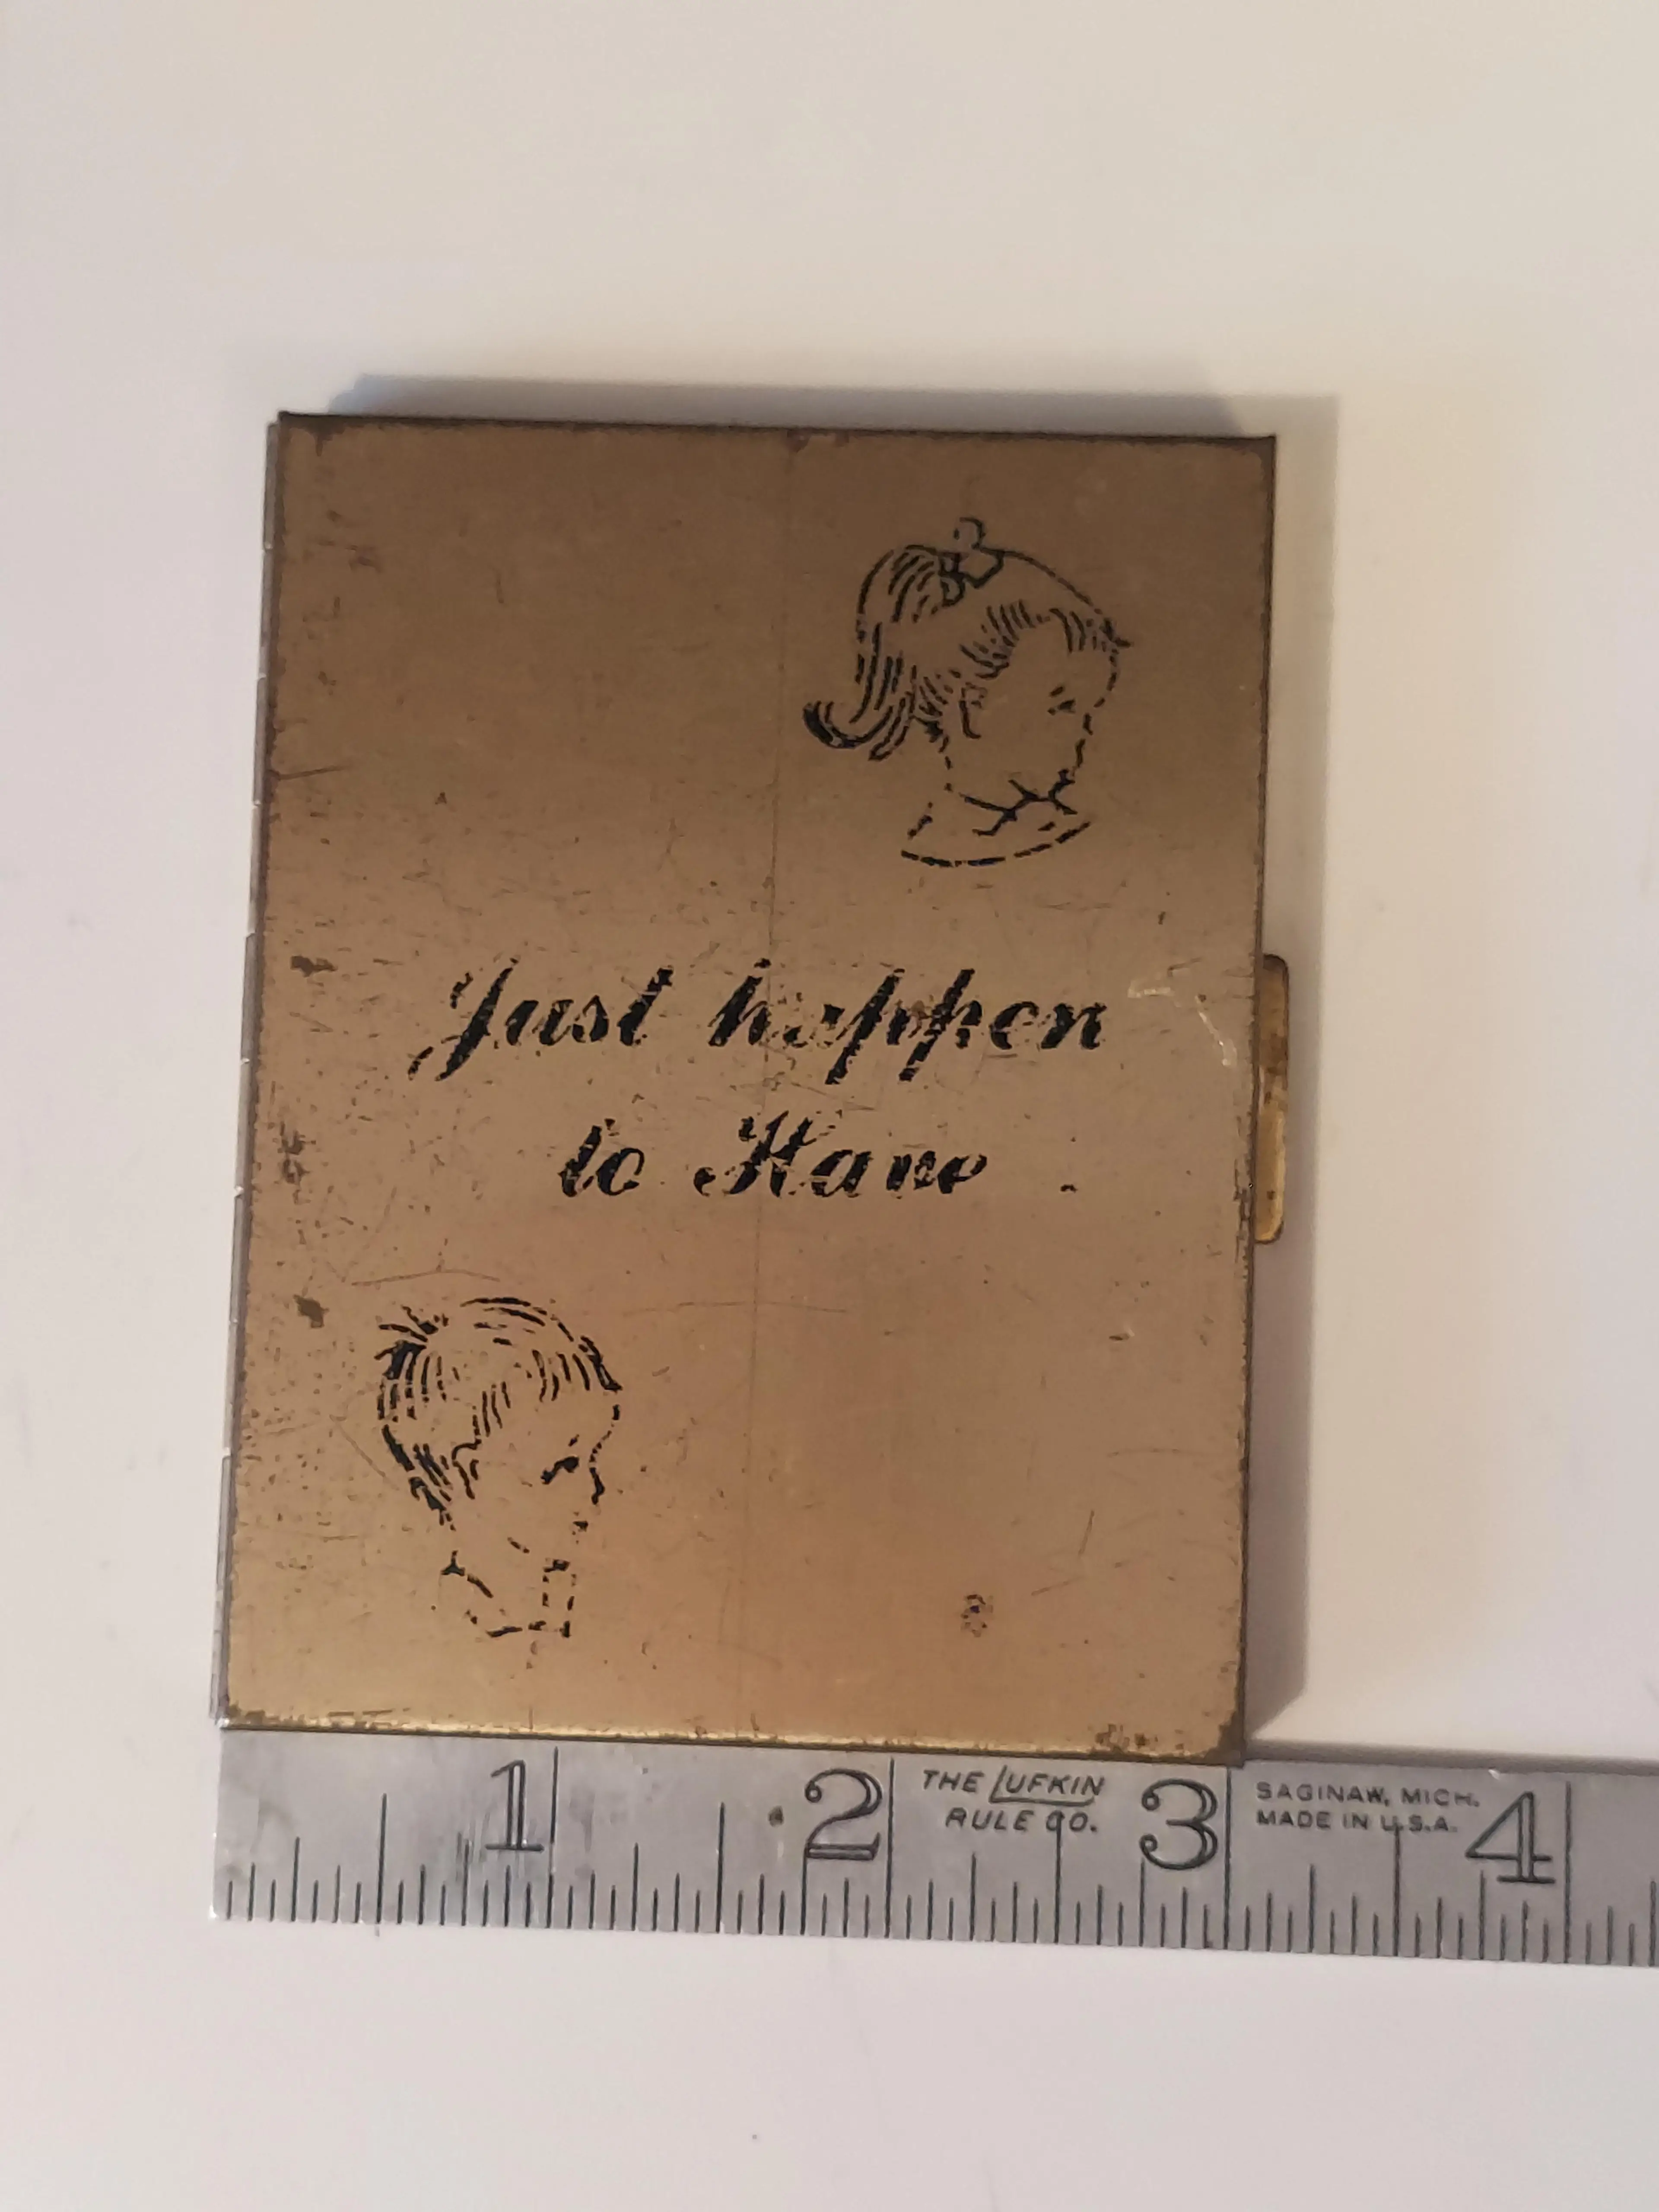 Just happen
to Have
1 2 THE LUFKIN RULE CO. 3 SAGINAW, MICH. MADE IN U.S.A. 4